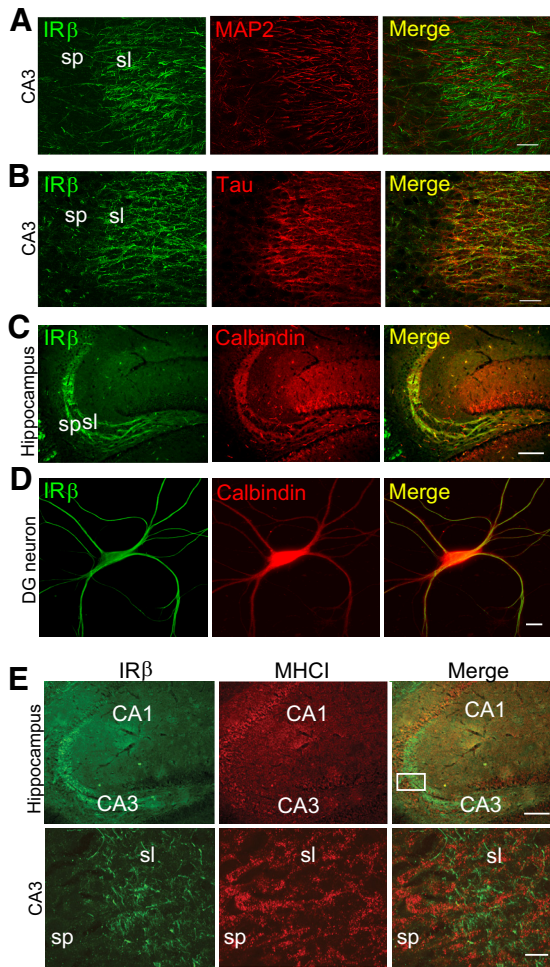 A
IRβ
MAP2
Merge
sp
sl
CA3
B
IRβ
Tau
Merge
sp
sl
CA3
C
IRβ
Calbindin
Merge
spsl
Hippocampus
D
IRβ
Calbindin
Merge
DG neuron
E
IRβ
MHCI
Merge
Hippocampus
CA1
CA1
CA1
CA3
CA3
CA3
CA3
sl
sl
sl
sp
sp
sp